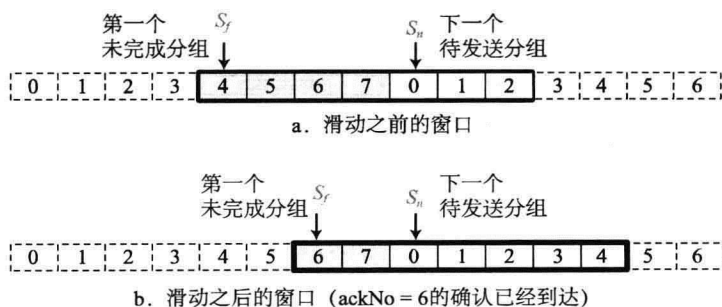 第一个 S_f S_n 下一个
未完成分组 待发送分组
0 1 2 3 4 5 6 7 0 1 2 3 4 5 6
a. 滑动之前的窗口
第一个 S_f S_n 下一个
未完成分组 待发送分组
0 1 2 3 4 5 6 7 0 1 2 3 4 5 6
b. 滑动之后的窗口（ackNo = 6的确认已经到达）